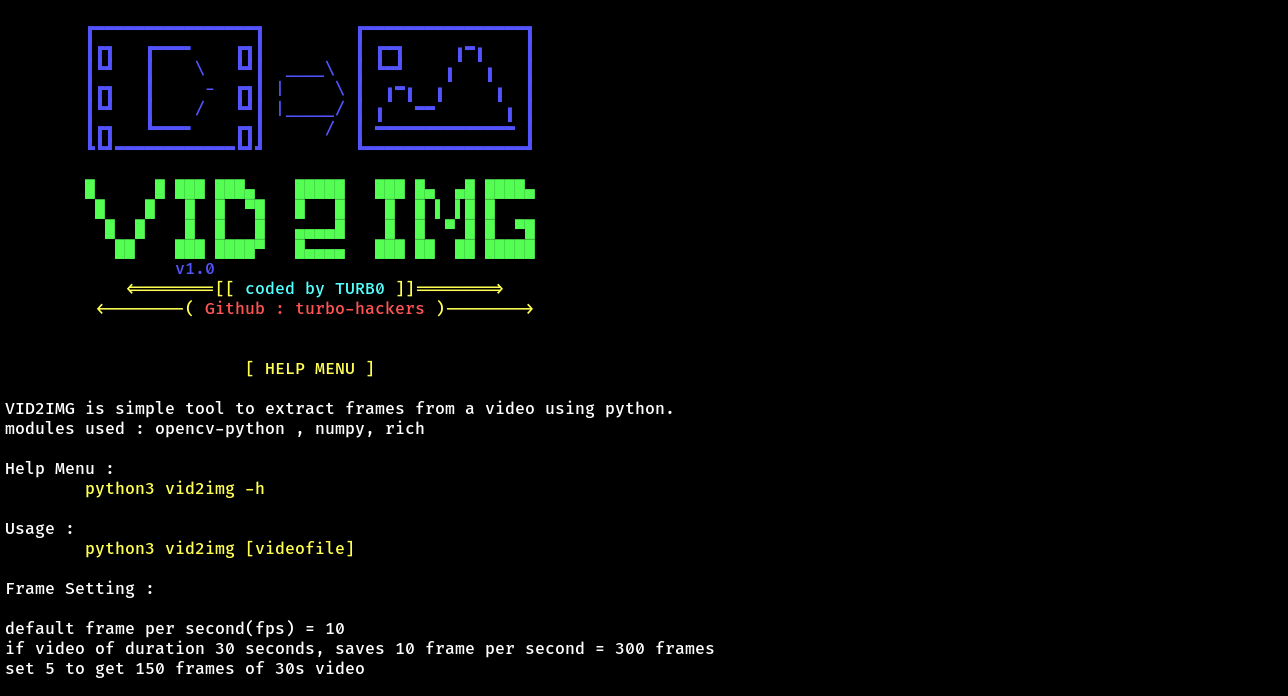 VID 2 IMG
v1.0
[[ coded by TURB0 ]]
( Github : turbo-hackers )
[ HELP MENU ]
VID2IMG is simple tool to extract frames from a video using python.
modules used : opencv-python , numpy, rich
Help Menu :
python3 vid2img -h
Usage :
python3 vid2img [videofile]
Frame Setting :
default frame per second(fps) = 10
if video of duration 30 seconds, saves 10 frame per second = 300 frames
set 5 to get 150 frames of 30s video